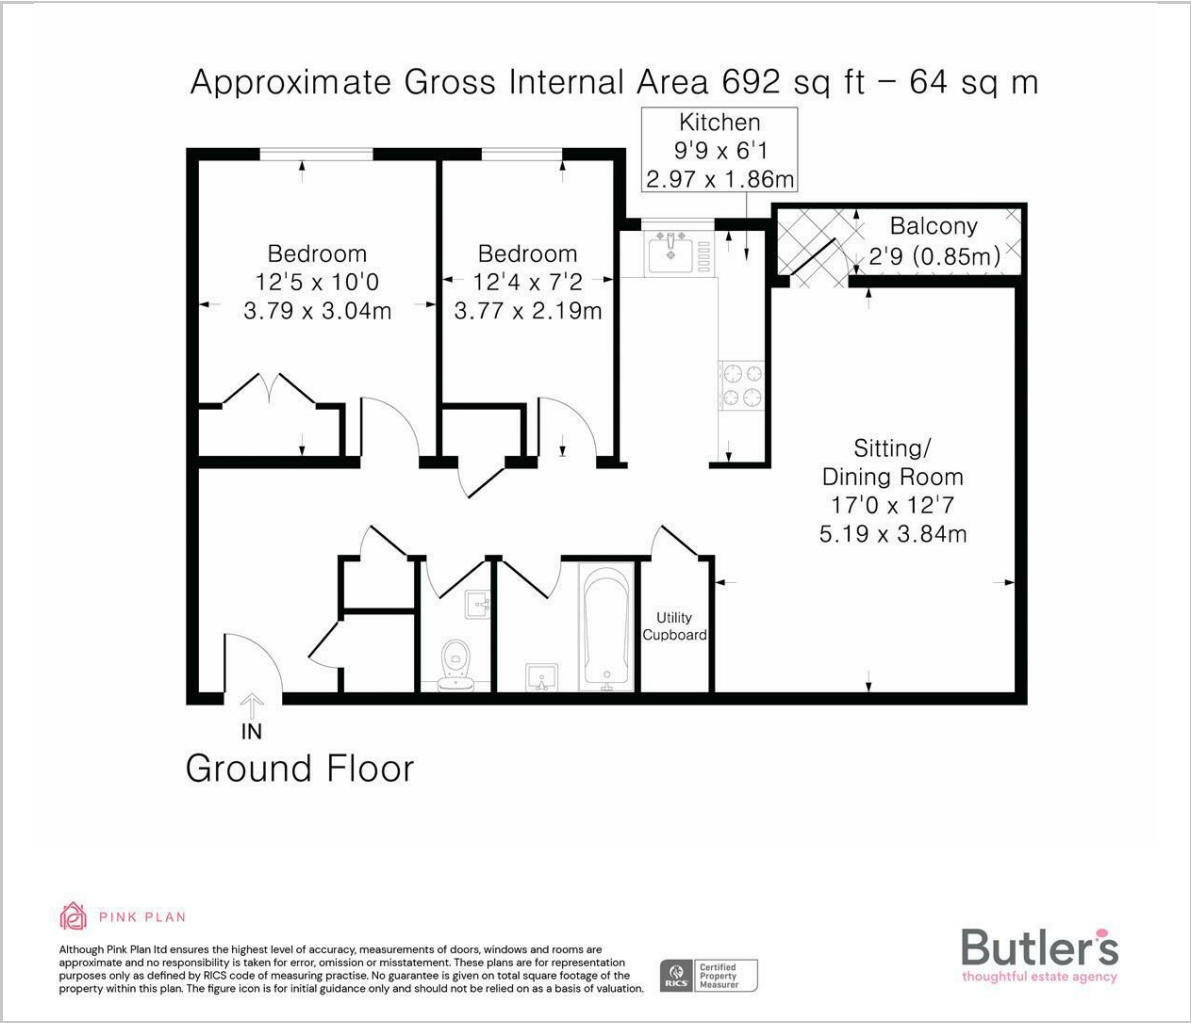 Approximate Gross Internal Area 692 sq ft – 64 sq m
Kitchen
9'9 x 6'1
2.97 x 1.86m
Bedroom
12'5 x 10'0
3.79 x 3.04m
Bedroom
12'4 x 7'2
3.77 x 2.19m
Balcony
2'9 (0.85m)
Sitting/
Dining Room
17'0 x 12'7
5.19 x 3.84m
Utility
Cupboard
IN
Ground Floor
PINK PLAN
Although Pink Plan ltd ensures the highest level of accuracy, measurements of doors, windows and rooms are
approximate and no responsibility is taken for error, omission or misstatement. These plans are for representation
purposes only as defined by RICS code of measuring practise. No guarantee is given on total square footage of the
property within this plan. The figure icon is for initial guidance only and should not be relied on as a basis of valuation.
RICS
Certified
Property
Measurer
Butler's
thoughtful estate agency